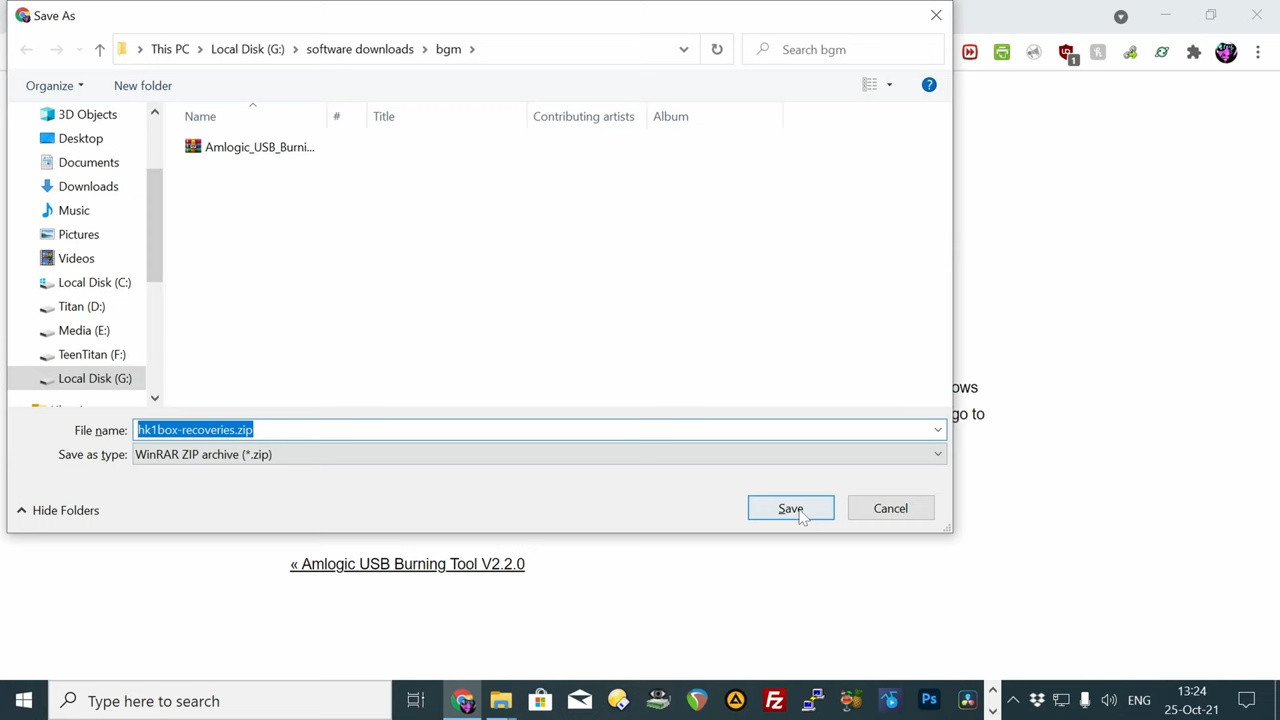 Save As
This PC > Local Disk (G:) > software downloads > bgm >
Search bgm
Organize
New folder
?
Name
#
Title
Contributing artists
Album
Amlogic_USB_Burni...
3D Objects
Desktop
Documents
Downloads
Music
Pictures
Videos
Local Disk (C:)
Titan (D:)
Media (E:)
TeenTitan (F:)
Local Disk (G:)
File name: hk1box-recoveries.zip
Save as type: WinRAR ZIP archive (*.zip)
Hide Folders
Save
Cancel
1
ows
go to
« Amlogic USB Burning Tool V2.2.0
Type here to search
Fz
Ps
ENG
13:24
25-Oct-21